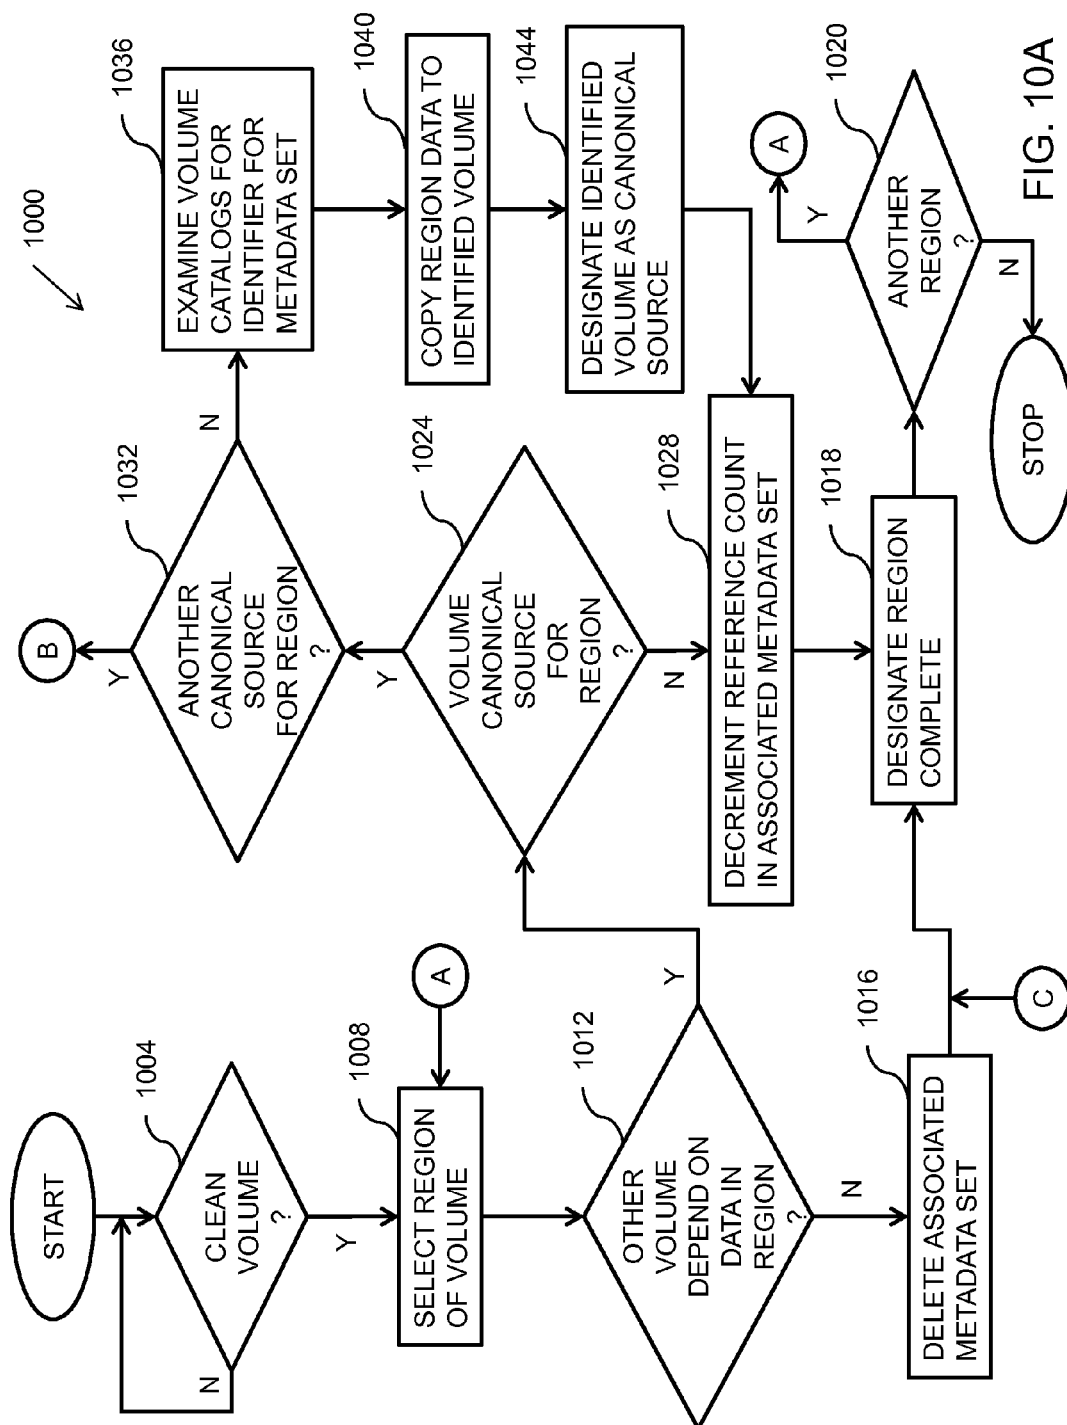 1000
START
1004
CLEAN
VOLUME
?
N
Y
1008
SELECT REGION
OF VOLUME
A
1012
OTHER
VOLUME
DEPEND ON
DATA IN
REGION
?
Y
N
1016
DELETE ASSOCIATED
METADATA SET
C
B
Y
1032
ANOTHER
CANONICAL
SOURCE
FOR REGION
?
N
Y
1024
VOLUME
CANONICAL
SOURCE
FOR
REGION
?
N
1028
DECREMENT REFERENCE COUNT
IN ASSOCIATED METADATA SET
1018
DESIGNATE REGION
COMPLETE
1036
EXAMINE VOLUME
CATALOGS FOR
IDENTIFIER FOR
METADATA SET
1040
COPY REGION DATA TO
IDENTIFIED VOLUME
1044
DESIGNATE IDENTIFIED
VOLUME AS CANONICAL
SOURCE
A
Y
1020
ANOTHER
REGION
?
N
STOP
FIG. 10A